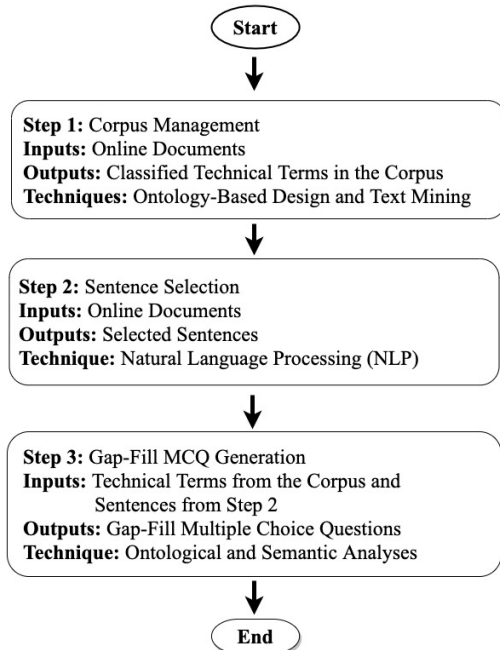 Start
Step 1: Corpus Management
Inputs: Online Documents
Outputs: Classified Technical Terms in the Corpus
Techniques: Ontology-Based Design and Text Mining
Step 2: Sentence Selection
Inputs: Online Documents
Outputs: Selected Sentences
Technique: Natural Language Processing (NLP)
Step 3: Gap-Fill MCQ Generation
Inputs: Technical Terms from the Corpus and
Sentences from Step 2
Outputs: Gap-Fill Multiple Choice Questions
Technique: Ontological and Semantic Analyses
End